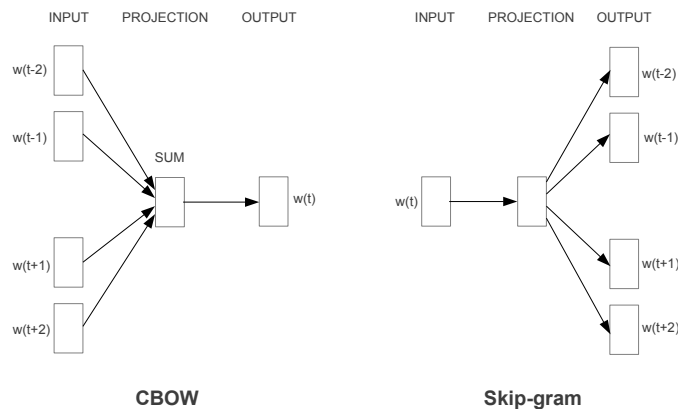 INPUT PROJECTION OUTPUT
w(t-2)
w(t-1)
SUM
w(t)
w(t+1)
w(t+2)
CBOW
INPUT PROJECTION OUTPUT
w(t-2)
w(t-1)
w(t)
w(t+1)
w(t+2)
Skip-gram